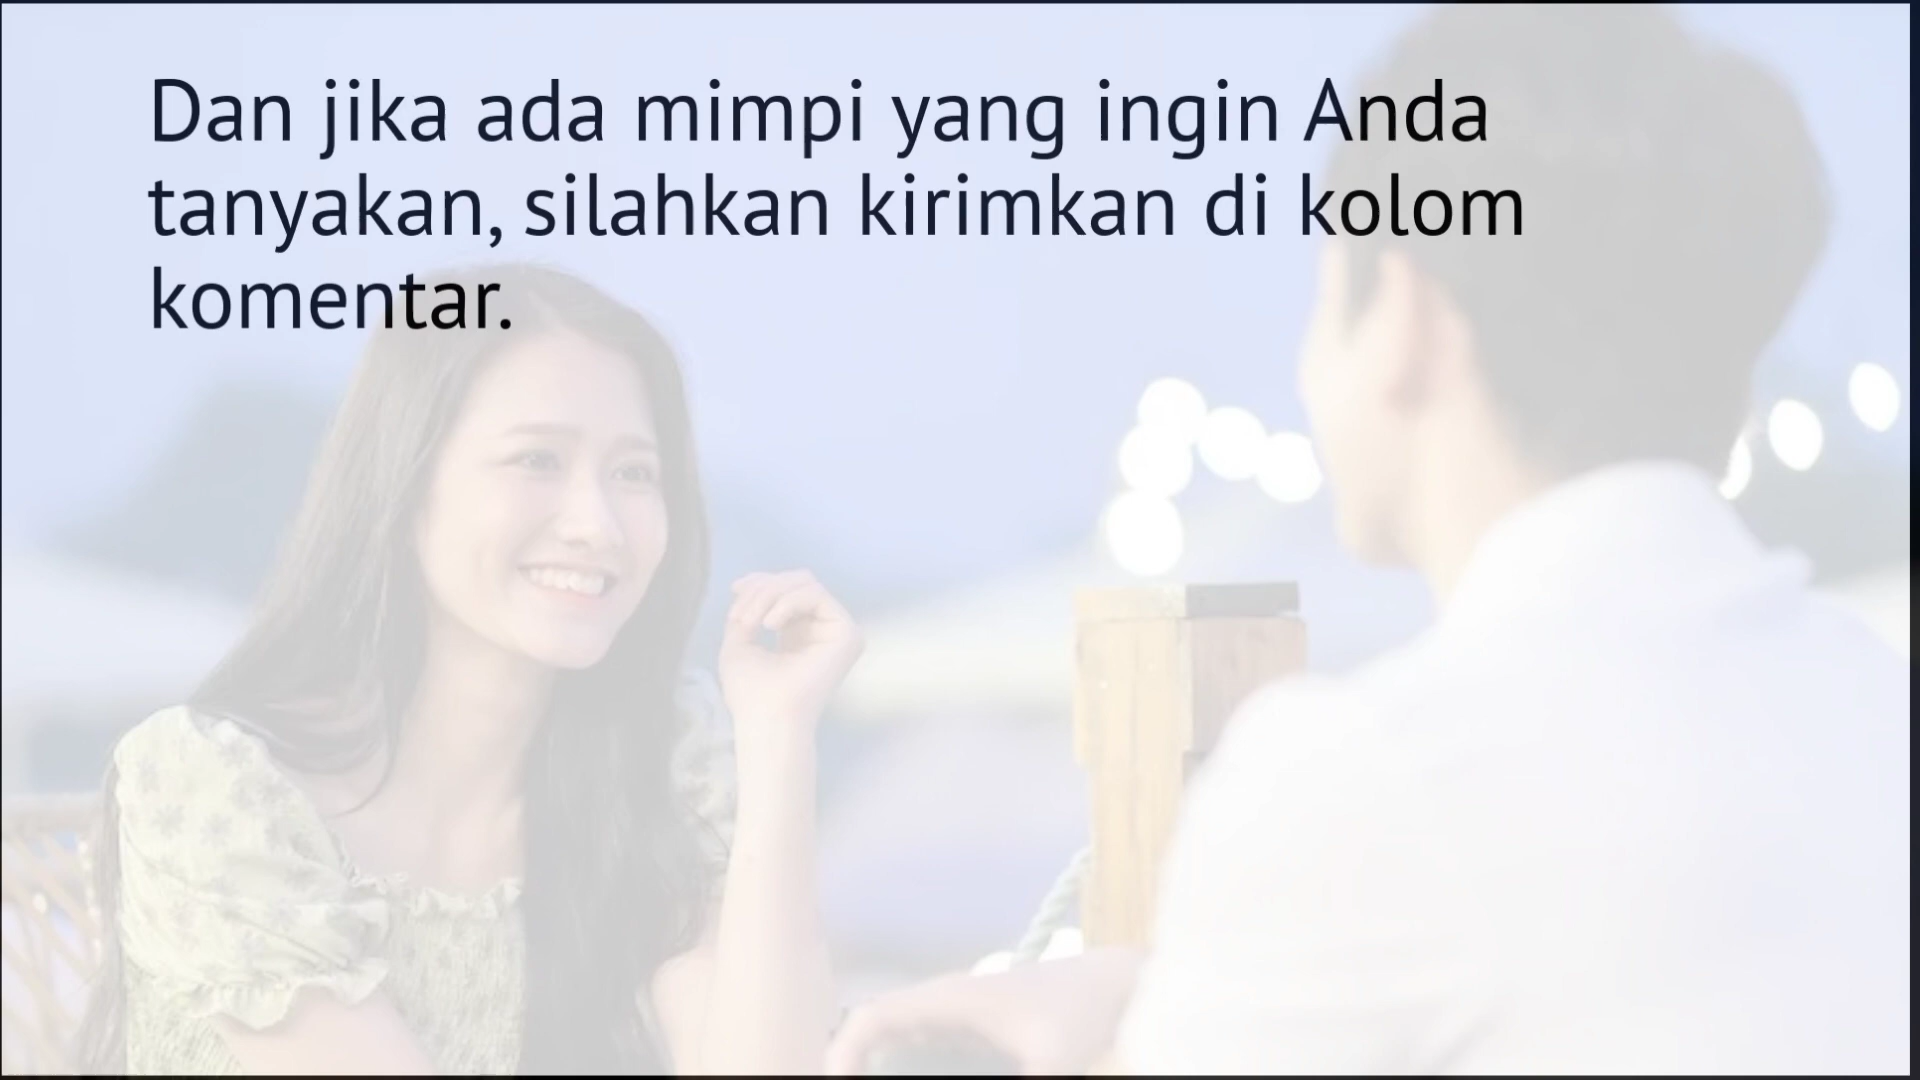 Dan jika ada mimpi yang ingin Anda
tanyakan, silahkan kirimkan di kolom
komentar.